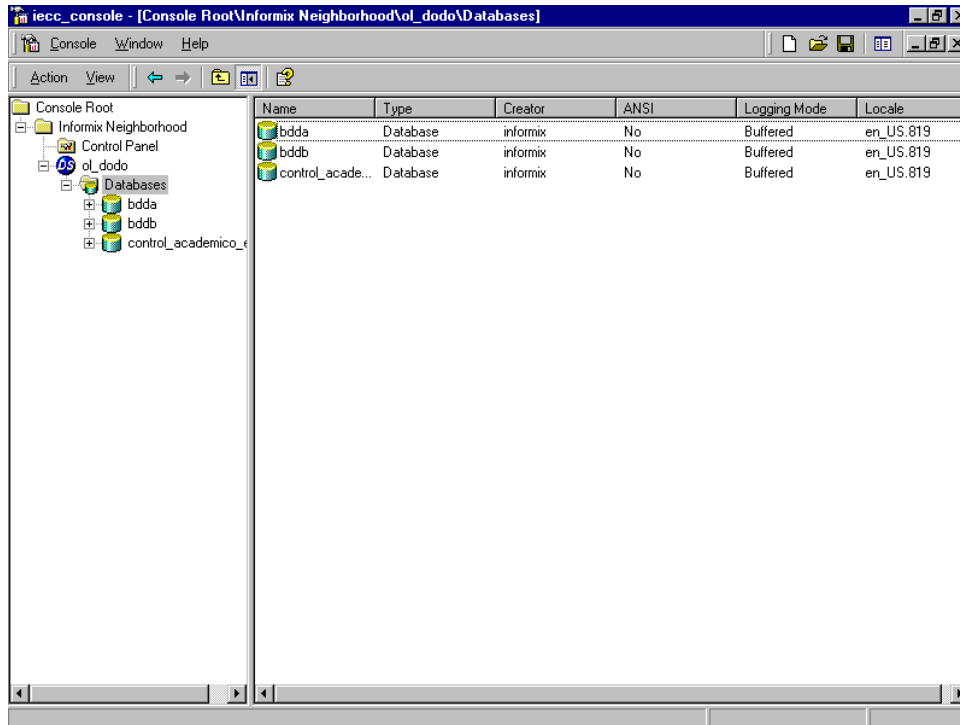 iecc_console - [Console Root\Informix Neighborhood\ol_dodo\Databases]
Console Window Help
Action View
Console Root
Informix Neighborhood
Control Panel
DS ol_dodo
Databases
bdda
bddb
control_academico_e
Name Type Creator ANSI Logging Mode Locale
bdda Database informix No Buffered en_US.819
bddb Database informix No Buffered en_US.819
control_acade... Database informix No Buffered en_US.819